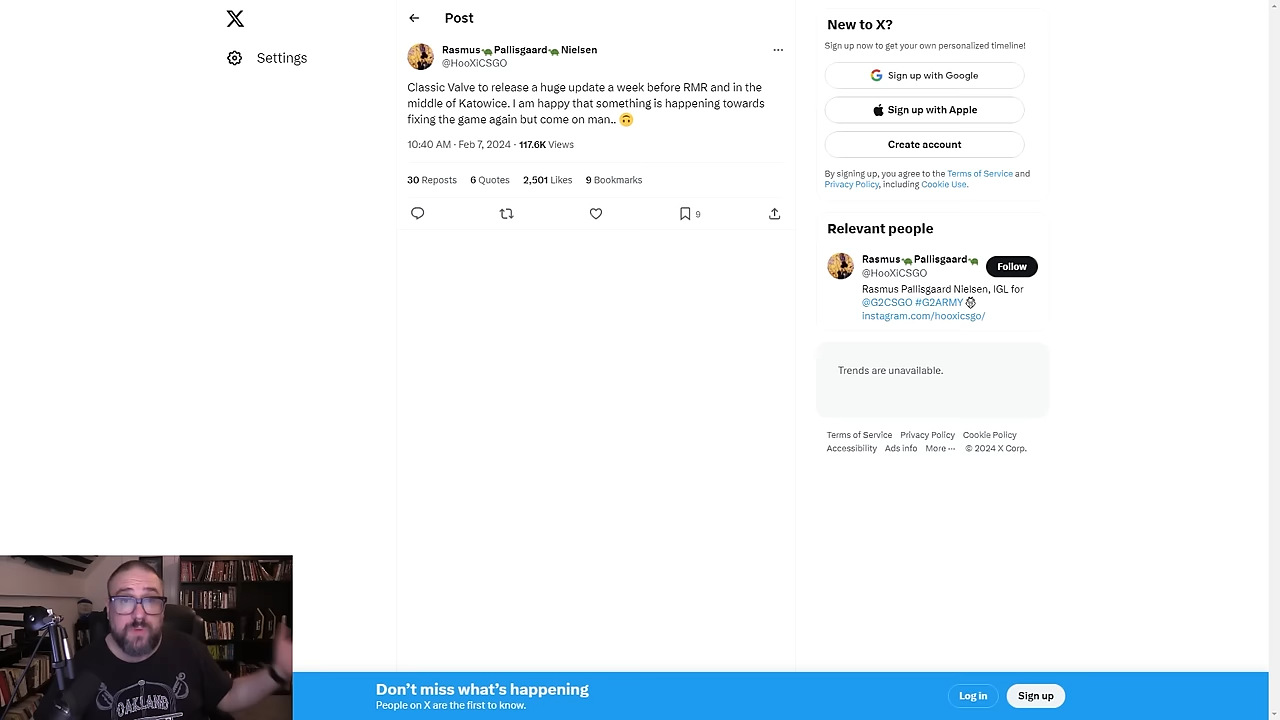 Settings
Post
Rasmus🐢Pallisgaard🐢Nielsen
@HooXiCSGO
Classic Valve to release a huge update a week before RMR and in the
middle of Katowice. I am happy that something is happening towards
fixing the game again but come on man.. 🙃
10:40 AM · Feb 7, 2024 · 117.6K Views
30 Reposts 6 Quotes 2,501 Likes 9 Bookmarks
9
New to X?
Sign up now to get your own personalized timeline!
Sign up with Google
Sign up with Apple
Create account
By signing up, you agree to the Terms of Service and
Privacy Policy, including Cookie Use.
Relevant people
Rasmus🐢Pallisgaard🐢
@HooXiCSGO
Follow
Rasmus Pallisgaard Nielsen, IGL for
@G2CSGO #G2ARMY
instagram.com/hooxicsgo/
Trends are unavailable.
Terms of Service Privacy Policy Cookie Policy
Accessibility Ads info More ··· © 2024 X Corp.
OAKLAND
Don’t miss what’s happening
People on X are the first to know.
Log in
Sign up